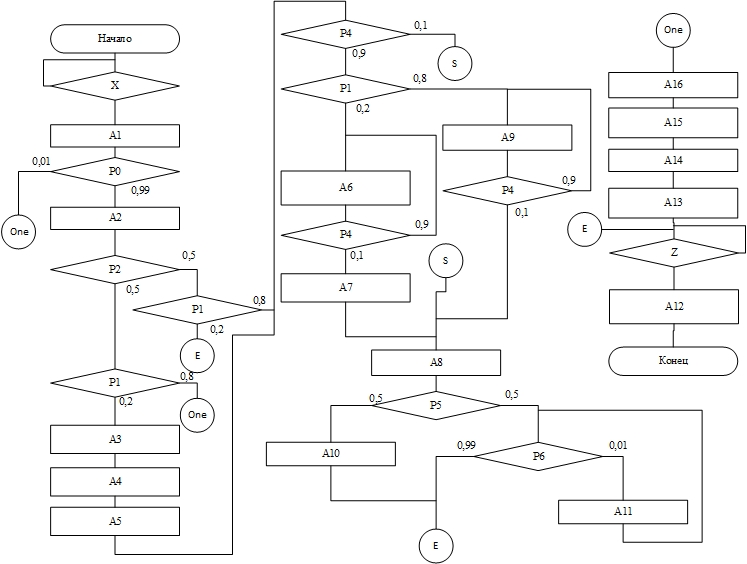 Начало
X
A1
P0
0,01
0,99
One
A2
P2
0,5
0,5
P1
0,8
0,2
E
P1
0,8
0,2
One
A3
A4
A5
P4
0,1
0,9
S
P1
0,8
0,2
A6
P4
0,9
0,1
A7
A9
P4
0,9
0,1
S
A8
P5
0,5
0,5
A10
P6
0,99
0,01
A11
E
One
A16
A15
A14
A13
E
Z
A12
Конец